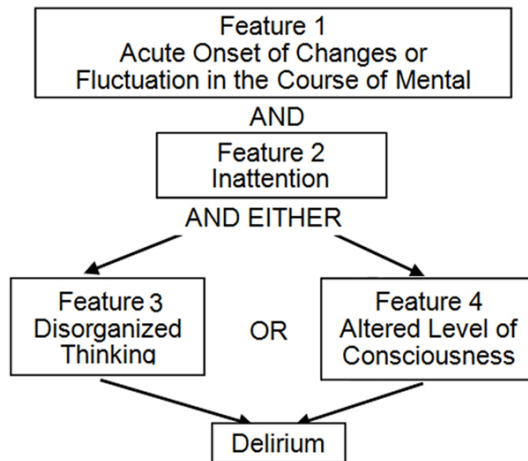 Feature 1
Acute Onset of Changes or
Fluctuation in the Course of Mental
AND
Feature 2
Inattention
AND EITHER
Feature 3
Disorganized
Thinking
OR
Feature 4
Altered Level of
Consciousness
Delirium